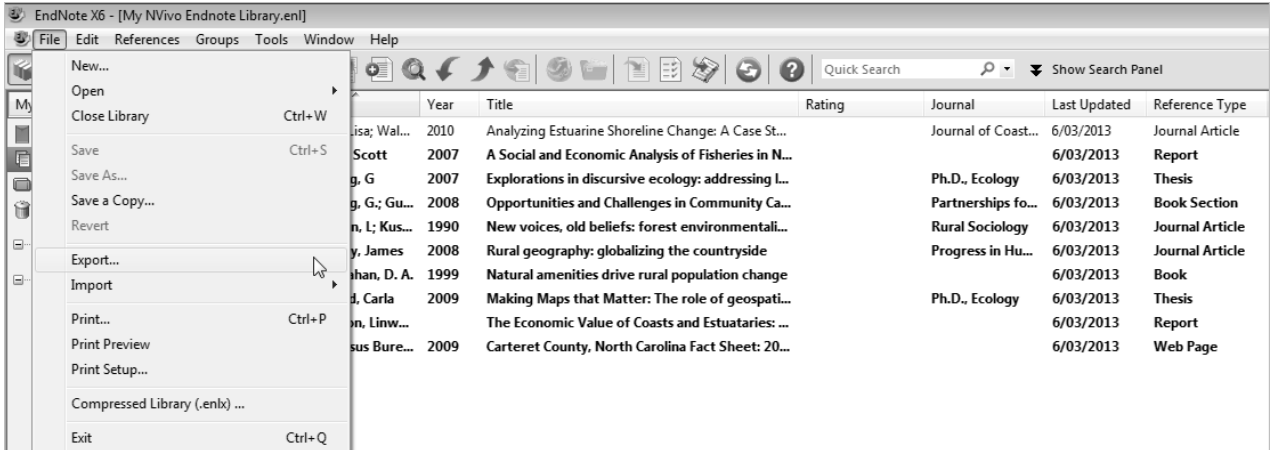 EndNote X6 - [My NVivo Endnote Library.enl]
File Edit References Groups Tools Window Help
Quick Search Show Search Panel
New...
Open
Close Library Ctrl+W
Save Ctrl+S
Save As...
Save a Copy...
Revert
Export...
Import
Print... Ctrl+P
Print Preview
Print Setup...
Compressed Library (.enlx) ...
Exit Ctrl+Q
My
Year Title Rating Journal Last Updated Reference Type
Lisa; Wal... 2010 Analyzing Estuarine Shoreline Change: A Case St... Journal of Coast... 6/03/2013 Journal Article
Scott 2007 A Social and Economic Analysis of Fisheries in N... 6/03/2013 Report
g, G 2007 Explorations in discursive ecology: addressing l... Ph.D., Ecology 6/03/2013 Thesis
g, G.; Gu... 2008 Opportunities and Challenges in Community Ca... Partnerships fo... 6/03/2013 Book Section
n, L; Kus... 1990 New voices, old beliefs: forest environmentali... Rural Sociology 6/03/2013 Journal Article
y, James 2008 Rural geography: globalizing the countryside Progress in Hu... 6/03/2013 Journal Article
ahan, D. A. 1999 Natural amenities drive rural population change 6/03/2013 Book
d, Carla 2009 Making Maps that Matter: The role of geospati... Ph.D., Ecology 6/03/2013 Thesis
on, Linw... The Economic Value of Coasts and Estuataries: ... 6/03/2013 Report
sus Bure... 2009 Carteret County, North Carolina Fact Sheet: 20... 6/03/2013 Web Page